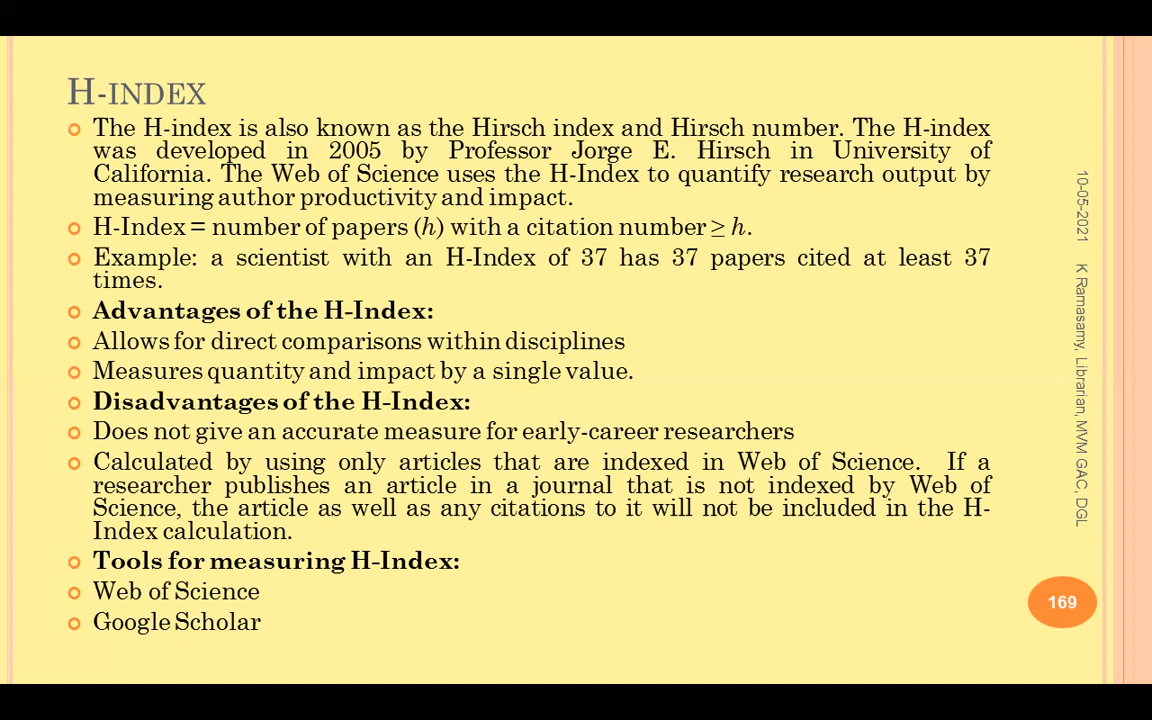 H-INDEX
The H-index is also known as the Hirsch index and Hirsch number. The H-index
was developed in 2005 by Professor Jorge E. Hirsch in University of
California. The Web of Science uses the H-Index to quantify research output by
measuring author productivity and impact.
H-Index = number of papers (h) with a citation number ≥ h.
Example: a scientist with an H-Index of 37 has 37 papers cited at least 37
times.
Advantages of the H-Index:
Allows for direct comparisons within disciplines
Measures quantity and impact by a single value.
Disadvantages of the H-Index:
Does not give an accurate measure for early-career researchers
Calculated by using only articles that are indexed in Web of Science. If a
researcher publishes an article in a journal that is not indexed by Web of
Science, the article as well as any citations to it will not be included in the H-
Index calculation.
Tools for measuring H-Index:
Web of Science
Google Scholar
10-05-2021 K Ramasamy, Librarian, MVM GAC, DGL
169